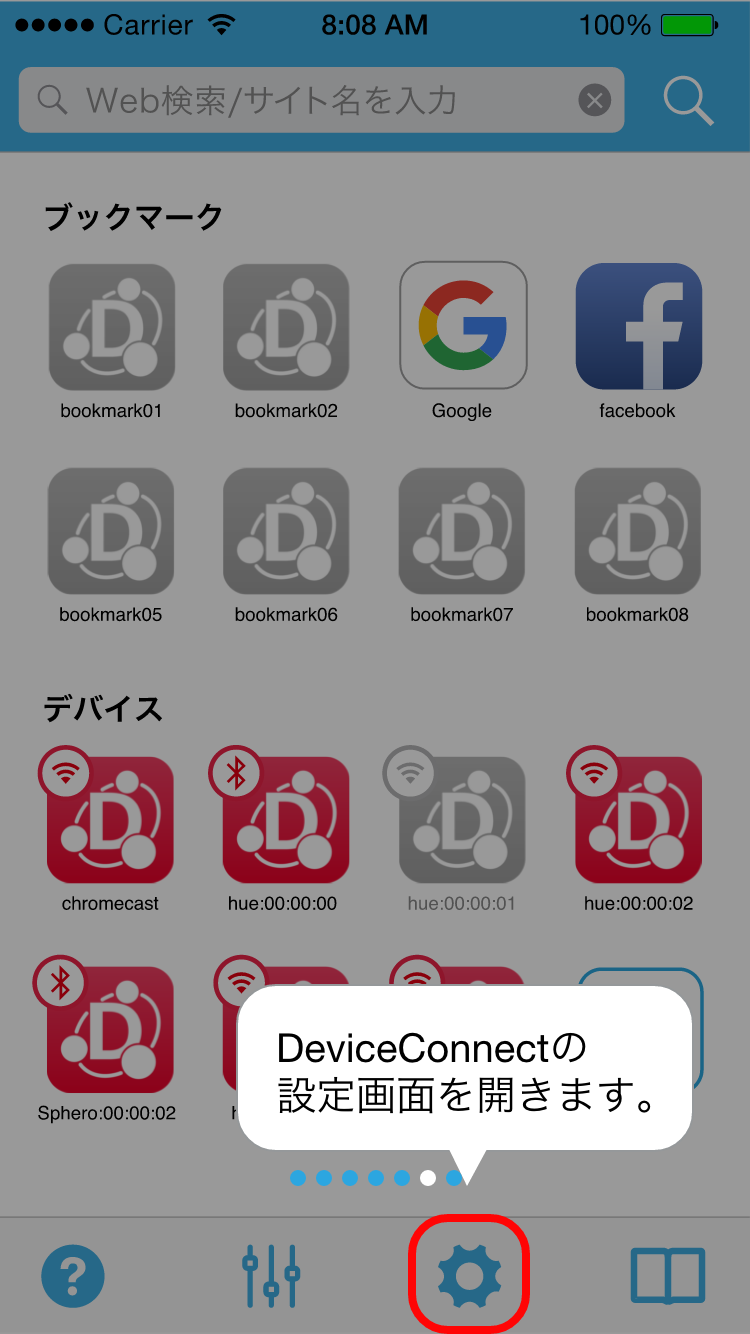 Carrier 8:08 AM 100%
Web検索/サイト名を入力
ブックマーク
bookmark01 bookmark02 Google facebook
bookmark05 bookmark06 bookmark07 bookmark08
デバイス
chromecast hue:00:00:00 hue:00:00:01 hue:00:00:02
DeviceConnectの
設定画面を開きます。
Sphero:00:00:02